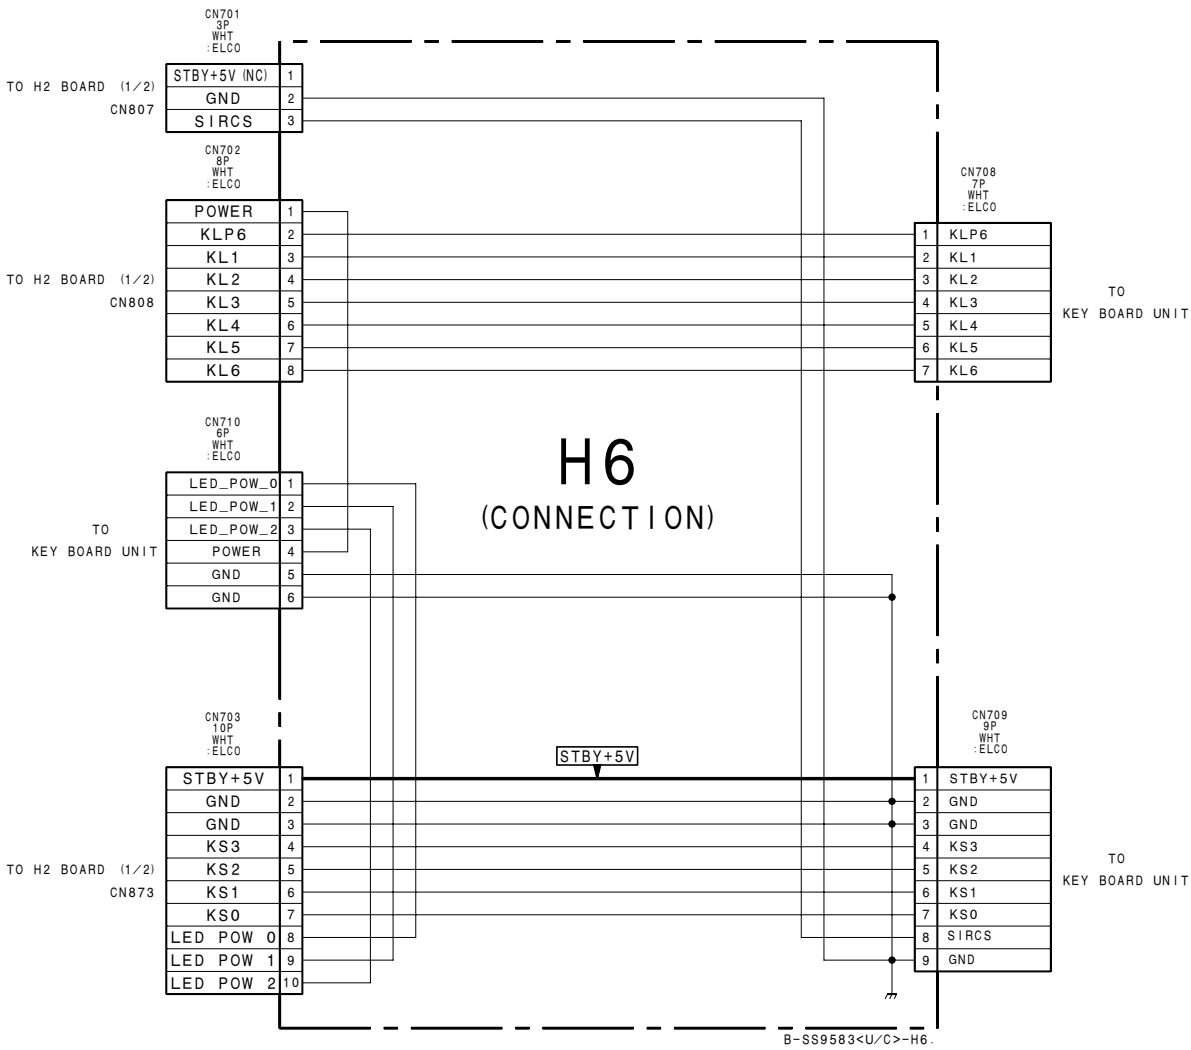 CN701
3P
WHT
:ELCO
TO H2 BOARD (1/2)
CN807
STBY+5V (NC) 1
GND 2
SIRCS 3
CN702
8P
WHT
:ELCO
TO H2 BOARD (1/2)
CN808
POWER 1
KLP6 2
KL1 3
KL2 4
KL3 5
KL4 6
KL5 7
KL6 8
CN708
7P
WHT
:ELCO
1 KLP6
2 KL1
3 KL2
4 KL3
5 KL4
6 KL5
7 KL6
TO
KEY BOARD UNIT
CN710
6P
WHT
:ELCO
TO
KEY BOARD UNIT
LED_POW_0 1
LED_POW_1 2
LED_POW_2 3
POWER 4
GND 5
GND 6
H6
(CONNECTION)
CN703
10P
WHT
:ELCO
TO H2 BOARD (1/2)
CN873
STBY+5V 1
GND 2
GND 3
KS3 4
KS2 5
KS1 6
KS0 7
LED POW 0 8
LED POW 1 9
LED POW 2 10
STBY+5V
CN709
9P
WHT
:ELCO
1 STBY+5V
2 GND
3 GND
4 KS3
5 KS2
6 KS1
7 KS0
8 SIRCS
9 GND
TO
KEY BOARD UNIT
B-SS9583<U/C>-H6.